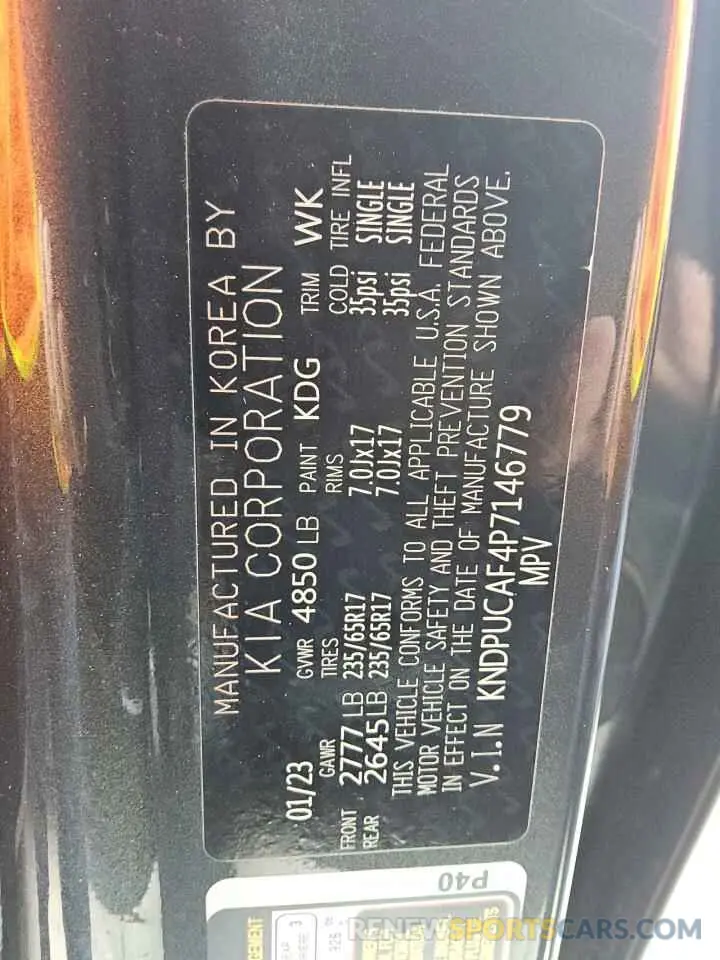 MANUFACTURED IN KOREA BY
KIA CORPORATION
01/23 GVWR 4850 LB PAINT KDG TRIM WK
GAWR TIRES RIMS COLD TIRE INFL
FRONT 2777 LB 235/65R17 7.0Jx17 35psi SINGLE
REAR 2645 LB 235/65R17 7.0Jx17 35psi SINGLE
THIS VEHICLE CONFORMS TO ALL APPLICABLE U.S.A. FEDERAL
MOTOR VEHICLE SAFETY AND THEFT PREVENTION STANDARDS
IN EFFECT ON THE DATE OF MANUFACTURE SHOWN ABOVE.
V.I.N KNDPUCAF4P7146779
MPV
P40
RENEWSPORTSCARS.COM